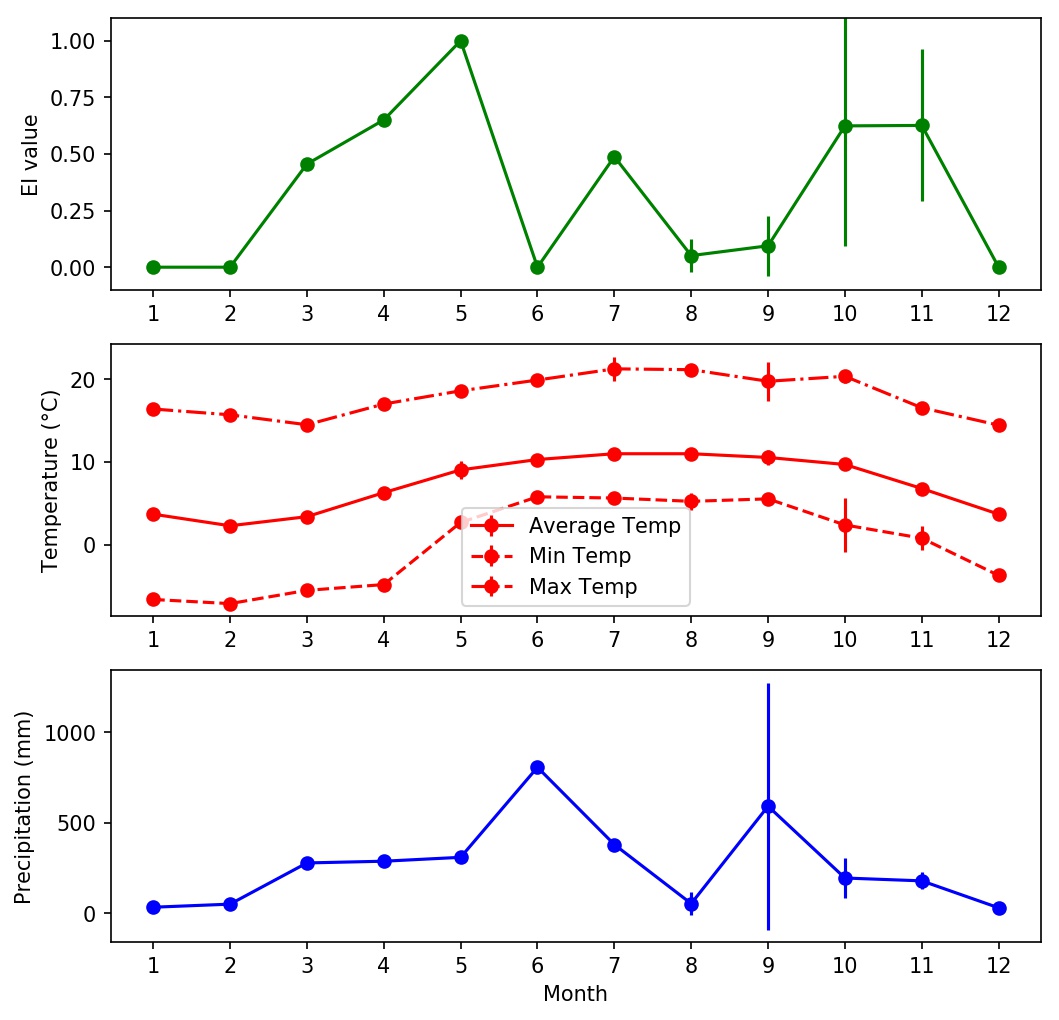 EI value
1.00
0.75
0.50
0.25
0.00
1 2 3 4 5 6 7 8 9 10 11 12
Temperature (°C)
20
10
0
Average Temp
Min Temp
Max Temp
1 2 3 4 5 6 7 8 9 10 11 12
Precipitation (mm)
1000
500
0
1 2 3 4 5 6 7 8 9 10 11 12
Month